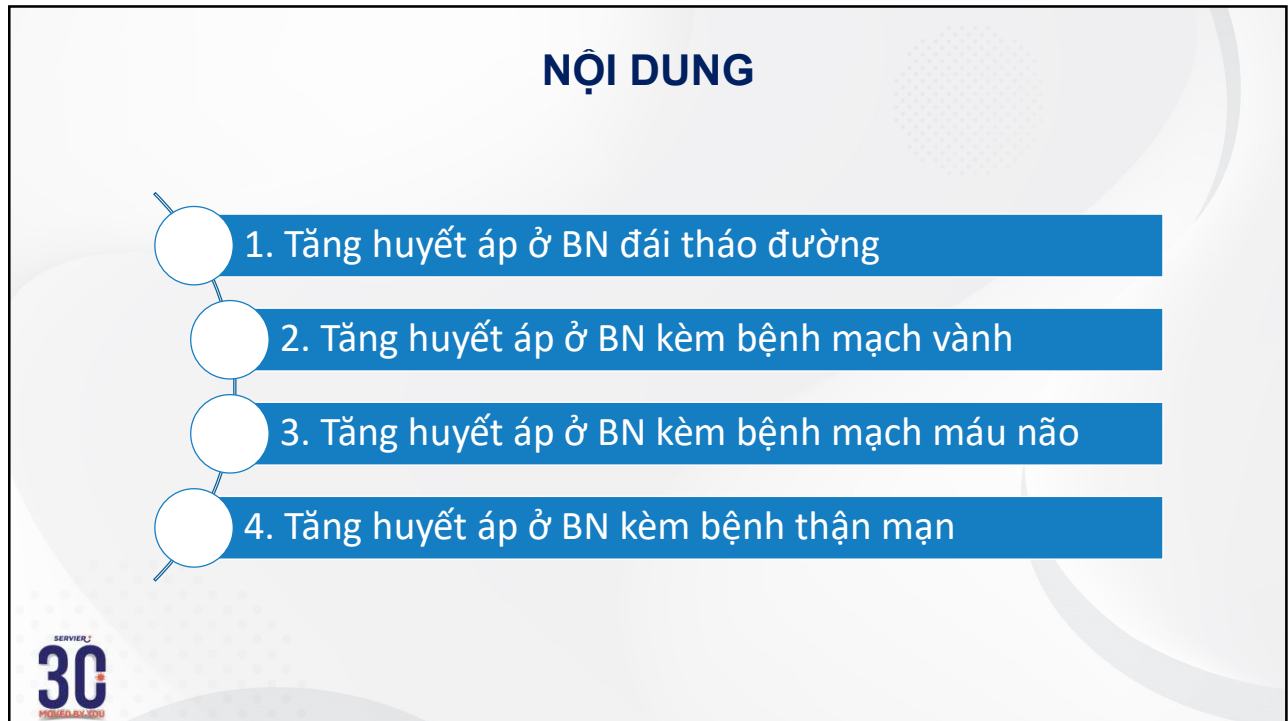 NỘI DUNG
1. Tăng huyết áp ở BN đái tháo đường
2. Tăng huyết áp ở BN kèm bệnh mạch vành
3. Tăng huyết áp ở BN kèm bệnh mạch máu não
4. Tăng huyết áp ở BN kèm bệnh thận mạn
SERVIER
30
MOVED BY YOU